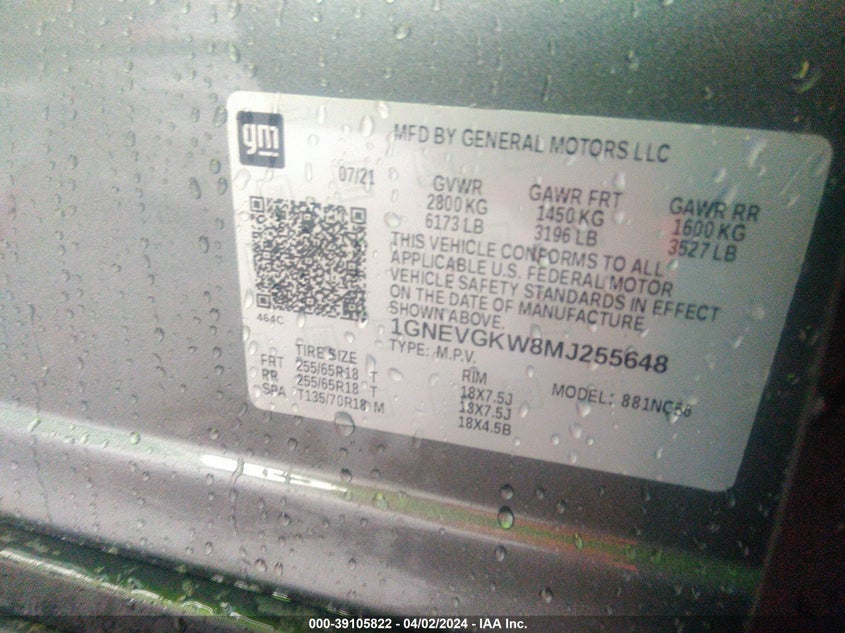 gm
MFD BY GENERAL MOTORS LLC
07/21
GVWR
2800 KG
6173 LB
GAWR FRT
1450 KG
3196 LB
GAWR RR
1600 KG
3527 LB
THIS VEHICLE CONFORMS TO ALL
APPLICABLE U.S. FEDERAL MOTOR
VEHICLE SAFETY STANDARDS IN EFFECT
ON THE DATE OF MANUFACTURE
SHOWN ABOVE.
1GNEVGKW8MJ255648
TYPE: M.P.V.
MODEL:
464C
TIRE SIZE
RIM
FRT 255/65R18 T 18X7.5J
RR 255/65R18 T 18X7.5J
SPA T135/70R18 M 18X4.5B
000-39105822 - 04/02/2024 - IAA Inc.